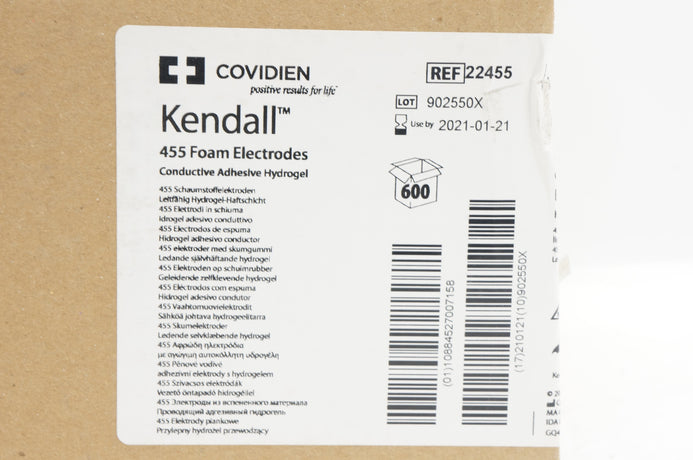 COVIDIEN
positive results for life™
Kendall™
455 Foam Electrodes
Conductive Adhesive Hydrogel
455 Schaumstoffelektroden
Leitfähig Hydrogel-Haftschicht
455 Elettrodi in schiuma
Idrogel adesivo conduttivo
455 Electrodos de espuma
Hidrogel adhesivo conductor
455 elektroder med skumgummi
Ledande självhäftande hydrogel
455 Elektroden op schuimrubber
Geleidende zelfklevende hydrogel
455 Electrodos com espuma
Hidrogel adesivo condutor
455 Vaahtomuovielektrodit
Sähköä johtava hydrogeelitarra
455 Skumelektroder
Ledende selvklæbende hydrogel
455 Αφρώδη ηλεκτρόδια
με αγώγιμη αυτοκόλλητη υδρογέλη
455 Pěnové vodivé
adhezivní elektrody s hydrogelem
455 Szivacsos elektródák
Vezető öntapadó hidrogéllel
455 Электроды из вспененного материала
Проводящий адгезивный гидрогель
455 Elektrody piankowe
Przylepny hydrożel przewodzący
REF 22455
LOT 902550X
Use by 2021-01-21
600
(01)10884527007158
(17)210121(10)902550X